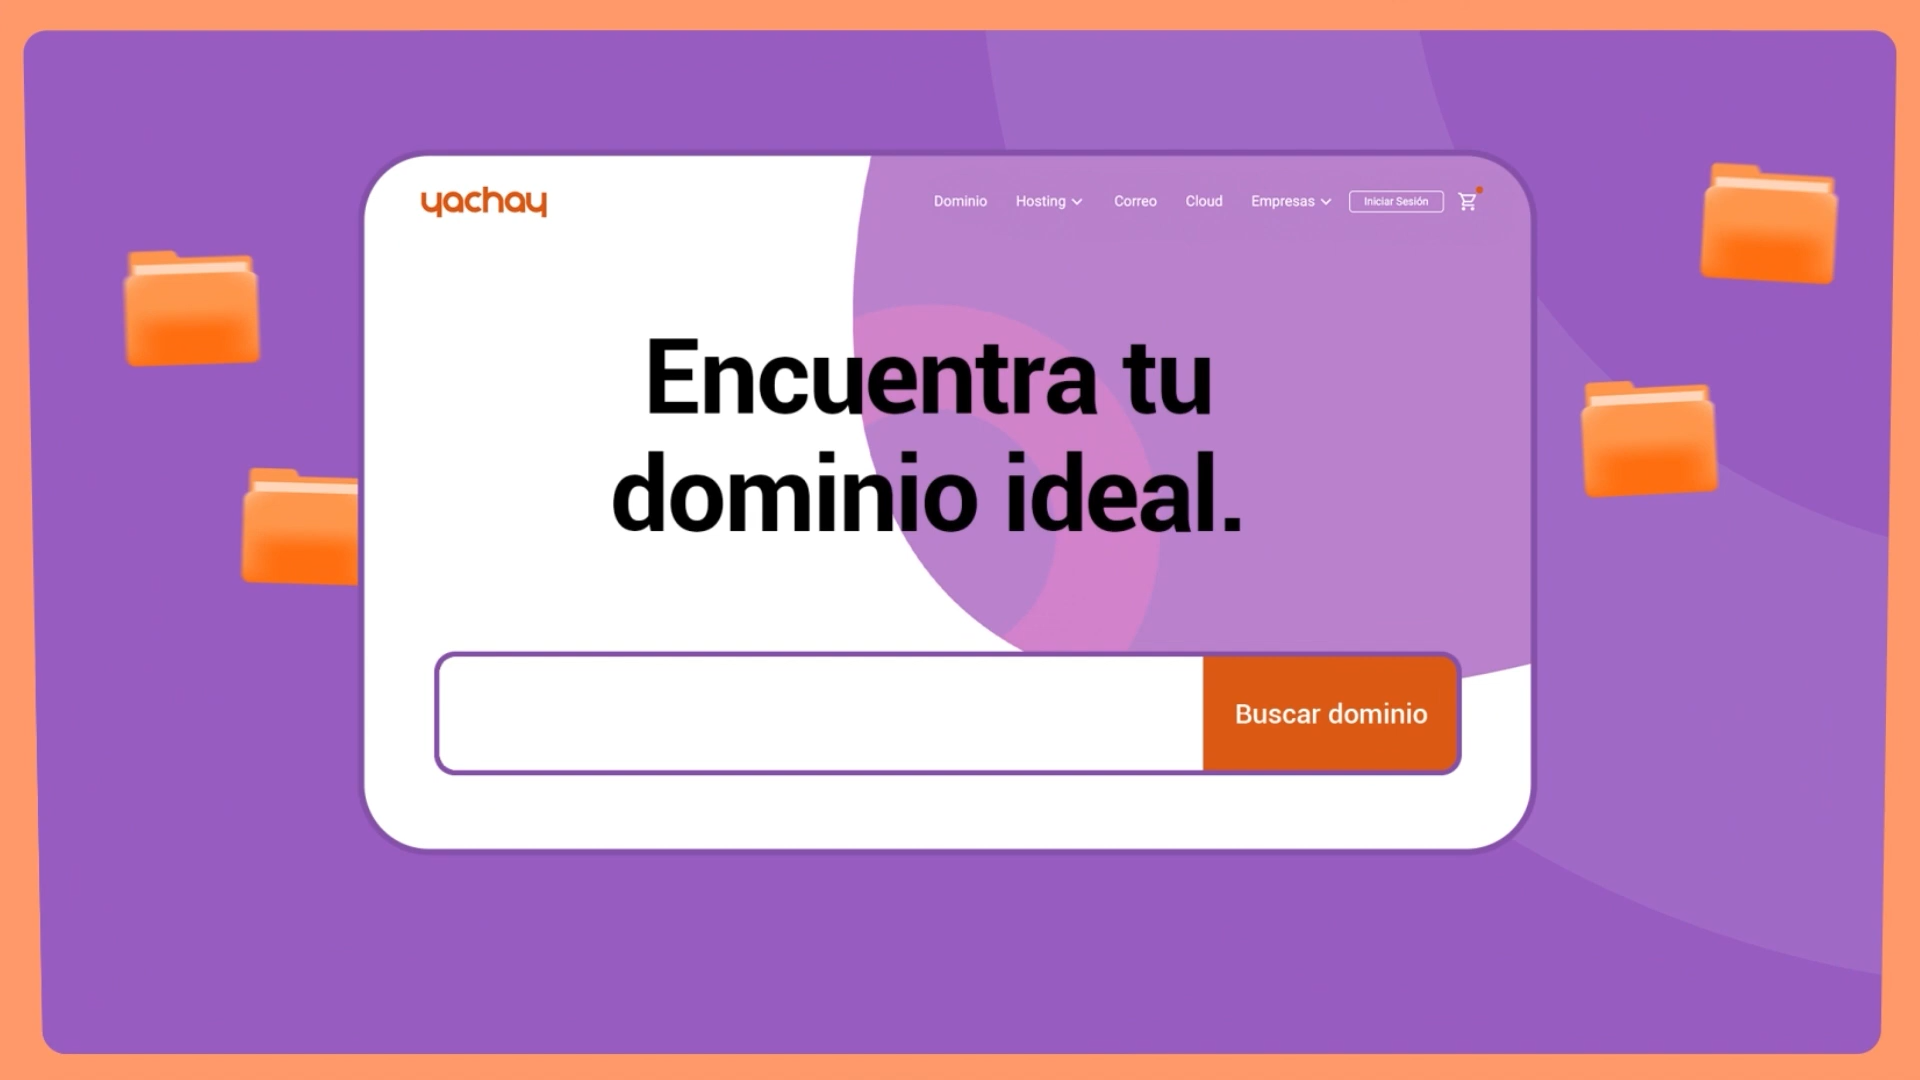 yachay
Dominio Hosting Correo Cloud Empresas Iniciar Sesión
Encuentra tu
dominio ideal.
Buscar dominio